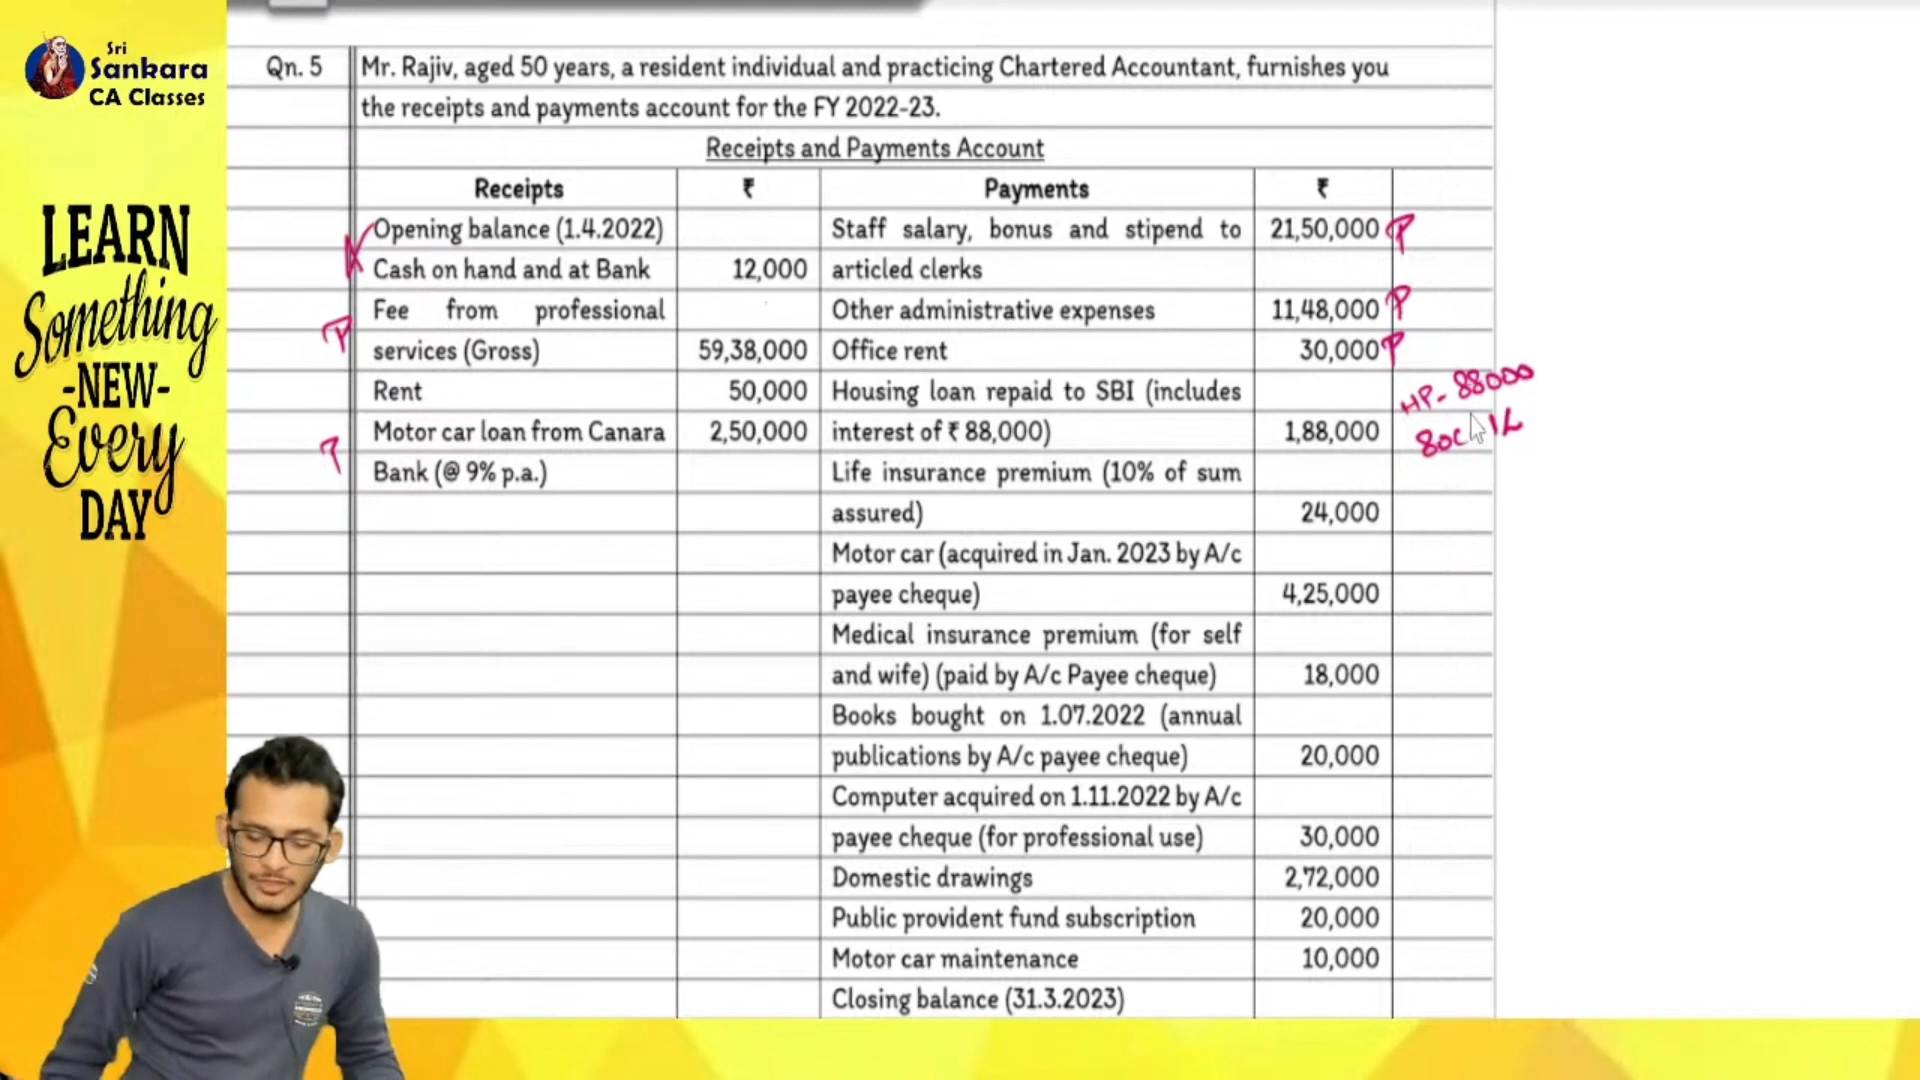 Sri
Sankara
CA Classes
LEARN
Something
-NEW-
Every
DAY
Qn. 5
Mr. Rajiv, aged 50 years, a resident individual and practicing Chartered Accountant, furnishes you
the receipts and payments account for the FY 2022-23.
Receipts and Payments Account
Receipts ₹ Payments ₹
Opening balance (1.4.2022) Staff salary, bonus and stipend to 21,50,000 P
Cash on hand and at Bank 12,000 articled clerks
Fee from professional Other administrative expenses 11,48,000 P
P services (Gross) 59,38,000 Office rent 30,000 P
Rent 50,000 Housing loan repaid to SBI (includes HP - 88000
Motor car loan from Canara 2,50,000 interest of ₹ 88,000) 1,88,000 80C 1L
Bank (@ 9% p.a.) Life insurance premium (10% of sum
assured) 24,000
Motor car (acquired in Jan. 2023 by A/c
payee cheque) 4,25,000
Medical insurance premium (for self
and wife) (paid by A/c Payee cheque) 18,000
Books bought on 1.07.2022 (annual
publications by A/c payee cheque) 20,000
Computer acquired on 1.11.2022 by A/c
payee cheque (for professional use) 30,000
Domestic drawings 2,72,000
Public provident fund subscription 20,000
Motor car maintenance 10,000
Closing balance (31.3.2023)